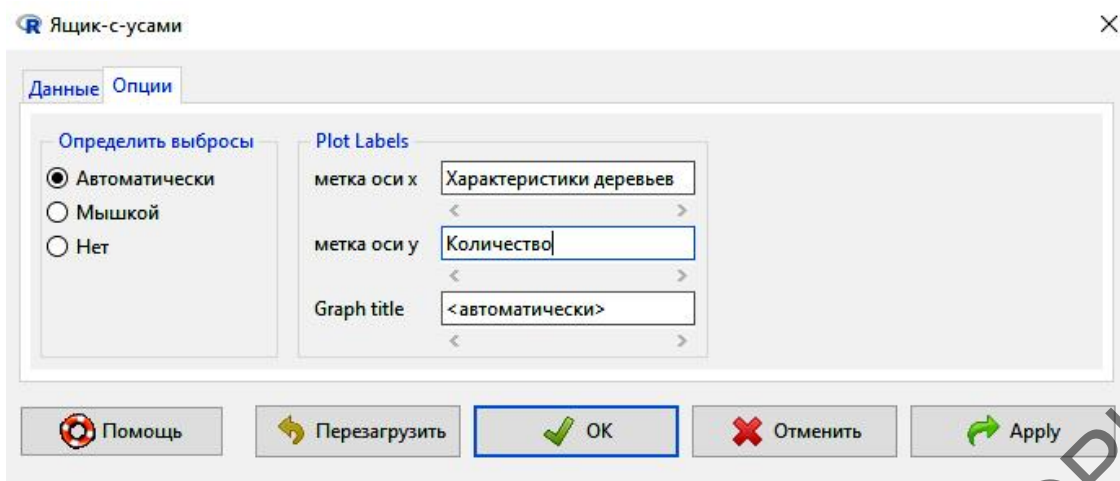 Ящик-с-усами
Данные Опции
Определить выбросы
Автоматически
Мышкой
Нет
Plot Labels
метка оси x Характеристики деревьев
метка оси y Количество
Graph title <автоматически>
Помощь Перезагрузить OK Отменить Apply